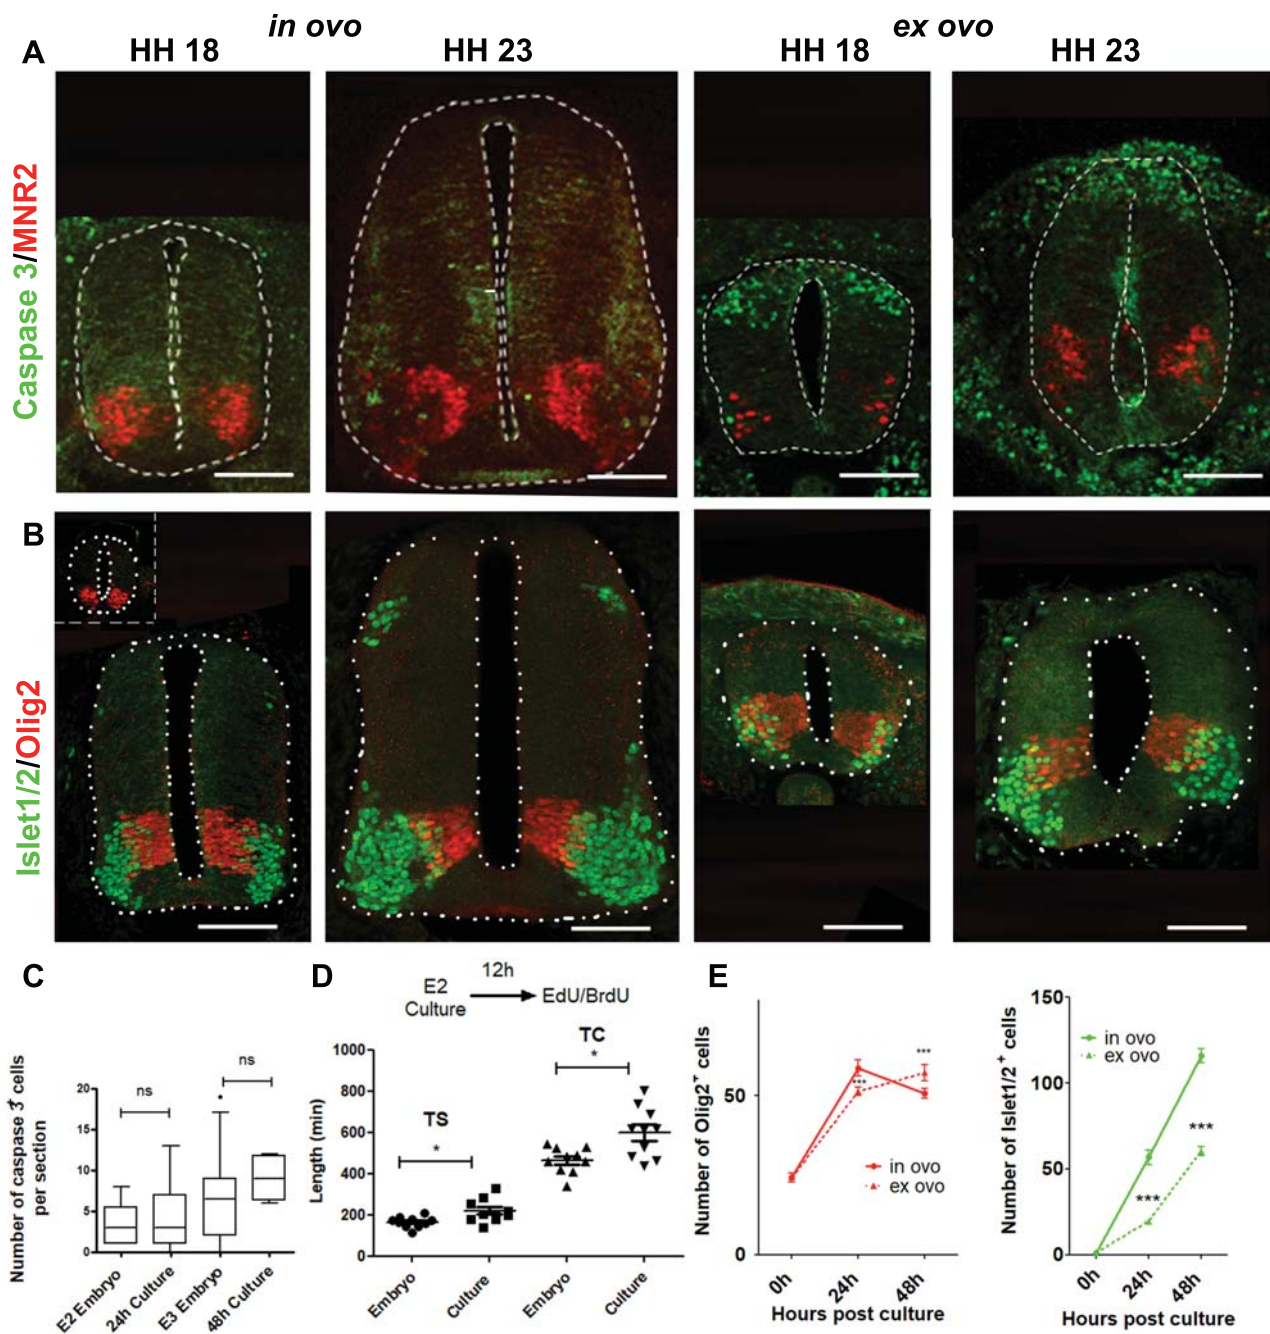 in ovo
ex ovo
A
HH 18
HH 23
HH 18
HH 23
Caspase 3/MNR2
B
Islet1/2/Olig2
C
Number of caspase 3+ cells
per section
20
15
10
5
0
ns
ns
E2 Embryo
24h Culture
E3 Embryo
48h Culture
D
E2
Culture
12h
EdU/BrdU
Length (min)
1000
800
600
400
200
0
TS
*
TC
*
Embryo
Culture
Embryo
Culture
E
Number of Olig2+ cells
50
0
***
***
in ovo
ex ovo
0h
24h
48h
Hours post culture
Number of Islet1/2+ cells
150
100
50
0
in ovo
ex ovo
***
***
0h
24h
48h
Hours post culture